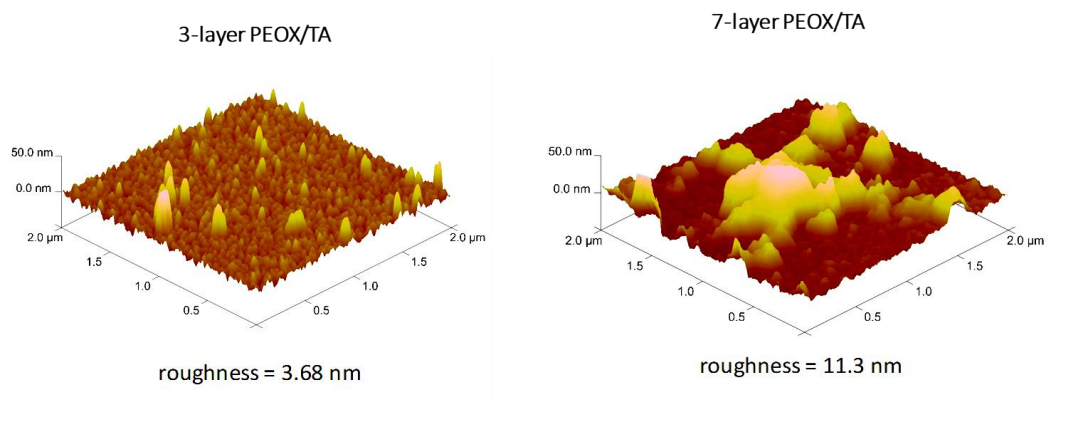 3-layer PEOX/TA
50.0 nm
0.0 nm
2.0 µm
1.5
1.0
0.5
0.5
1.0
1.5
2.0 µm
roughness = 3.68 nm
7-layer PEOX/TA
50.0 nm
0.0 nm
2.0 µm
1.5
1.0
0.5
0.5
1.0
1.5
2.0 µm
roughness = 11.3 nm